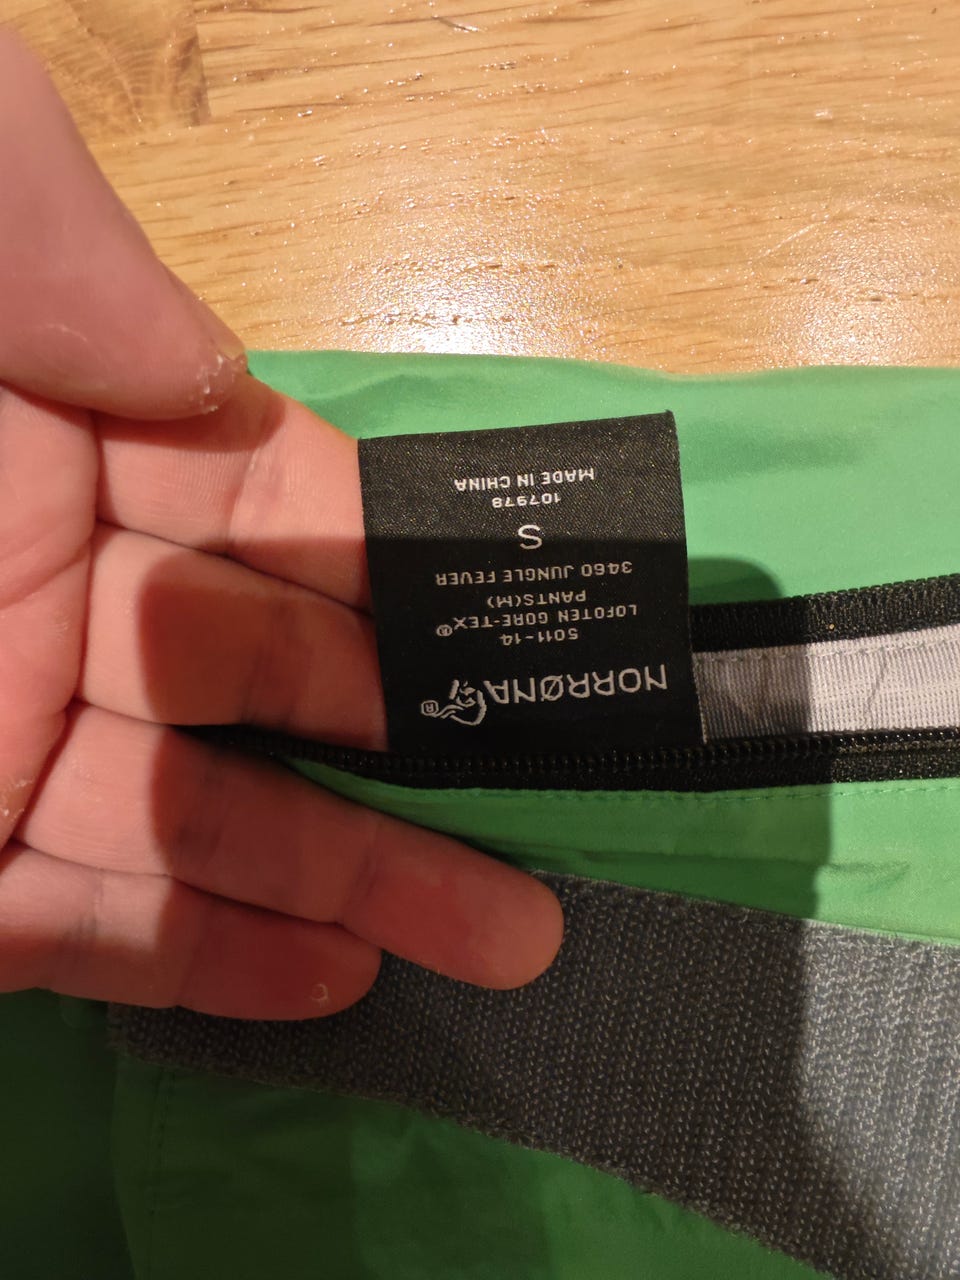 NORRØNA®
5011-14
LOFOTEN GORE-TEX®
PANTS(M)
3460 JUNGLE FEVER
S
107978
MADE IN CHINA